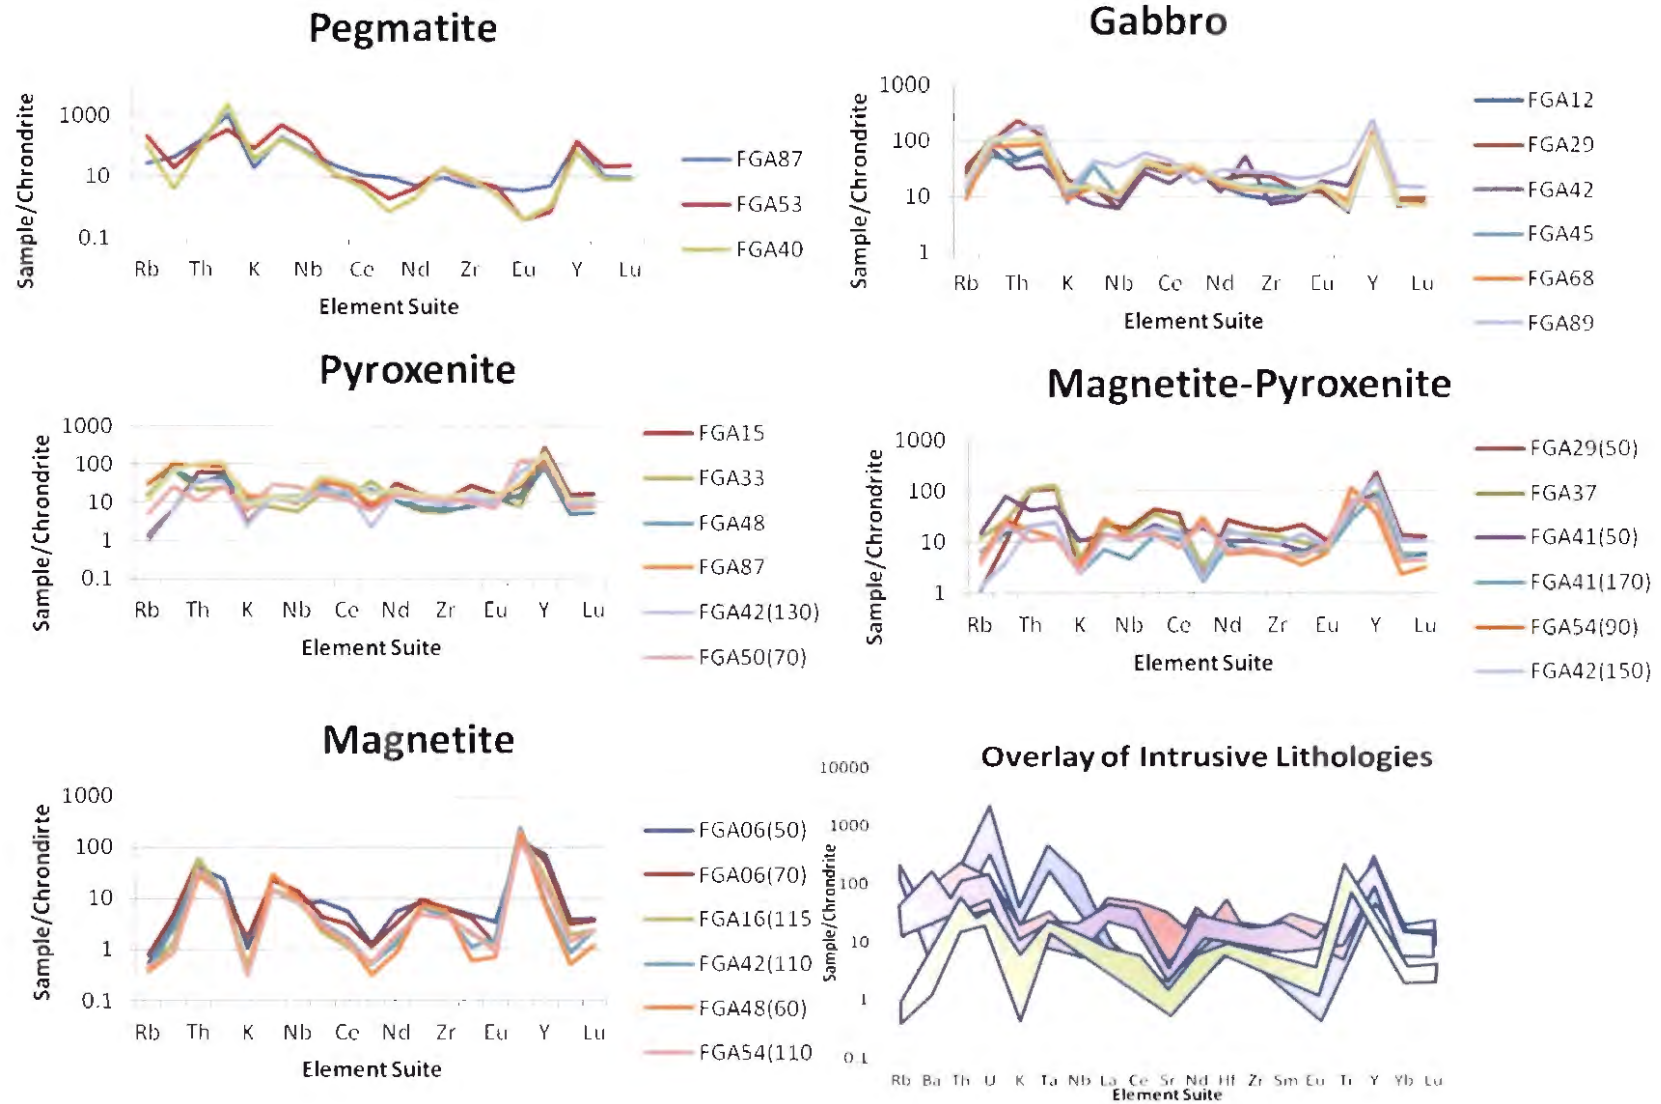 Pegmatite
1000
10
0.1
Sample/Chrondrite
Rb Th K Nb Ce Nd Zr Eu Y Lu
Element Suite
FGA87
FGA53
FGA40
Gabbro
1000
100
10
1
Sample/Chrondrite
Rb Th K Nb Ce Nd Zr Eu Y Lu
Element Suite
FGA12
FGA29
FGA42
FGA45
FGA68
FGA89
Pyroxenite
1000
100
10
1
0.1
Sample/Chrondrite
Rb Th K Nb Ce Nd Zr Eu Y Lu
Element Suite
FGA15
FGA33
FGA48
FGA87
FGA42(130)
FGA50(70)
Magnetite-Pyroxenite
1000
100
10
1
Sample/Chrondrite
Rb Th K Nb Ce Nd Zr Eu Y Lu
Element Suite
FGA29(50)
FGA37
FGA41(50)
FGA41(170)
FGA54(90)
FGA42(150)
Magnetite
1000
100
10
1
0.1
Sample/Chrondirte
Rb Th K Nb Ce Nd Zr Eu Y Lu
Element Suite
FGA06(50)
FGA06(70)
FGA16(115
FGA42(110
FGA48(60)
FGA54(110
Overlay of Intrusive Lithologies
10000
1000
100
10
1
0.1
Sample/Chrondrite
Rb Ba Th U K Ta Nb La Ce Sr Nd Hf Zr Sm Eu Ti Y Yb Lu
Element Suite